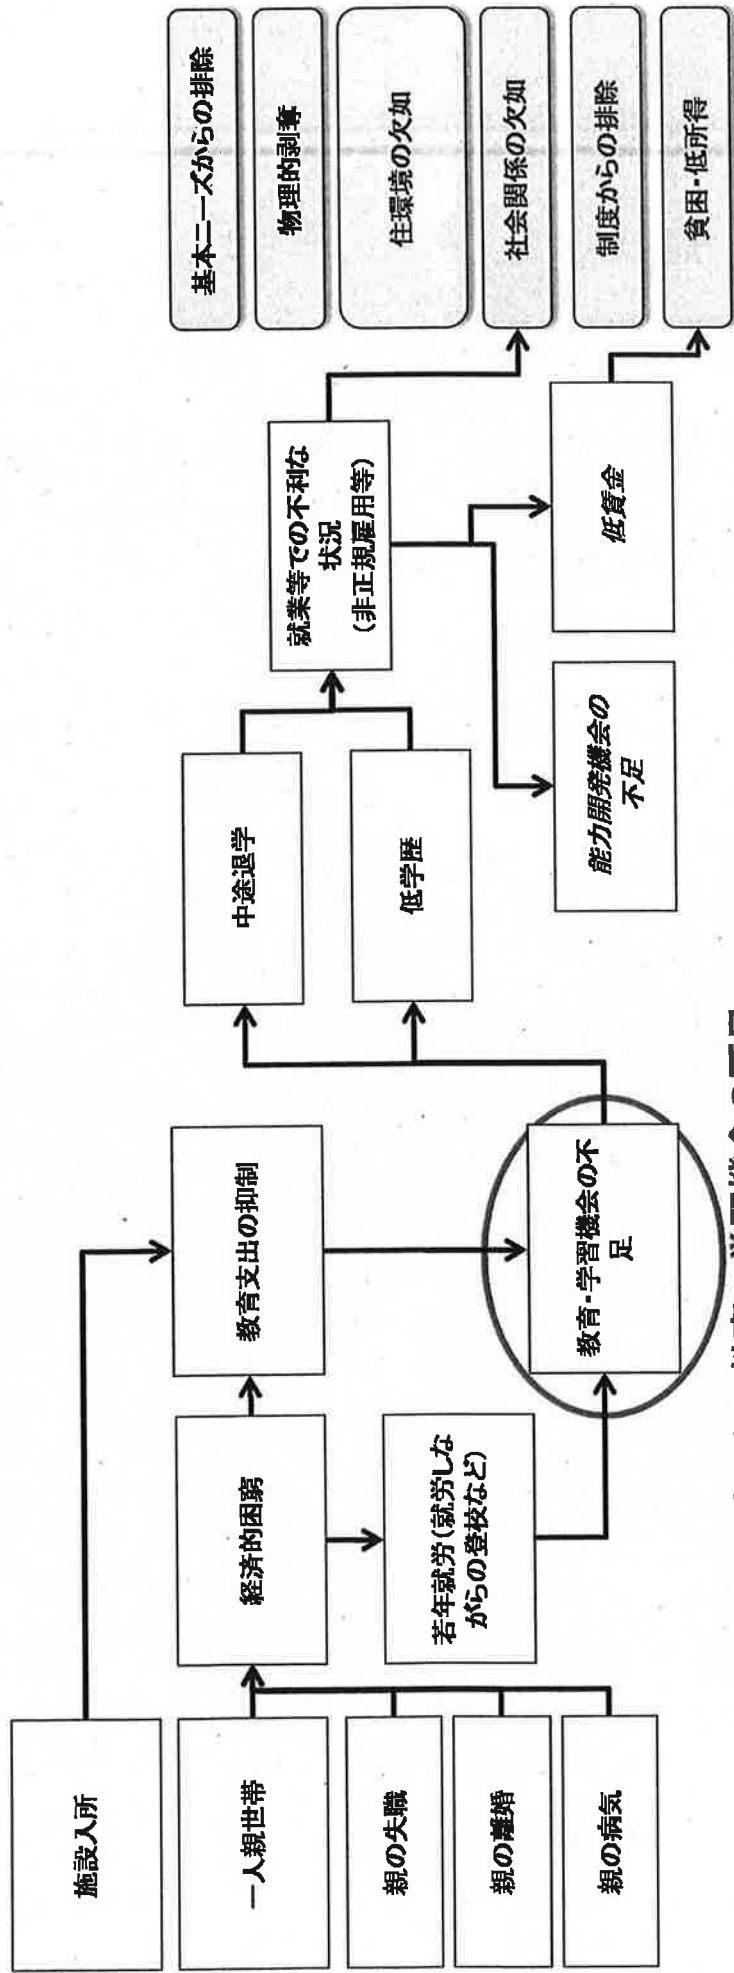 施設入所
一人親世帯
親の失職
親の離婚
親の病気
経済的困窮
若年就労(就労しな
がらの登校など)
教育支出の抑制
教育・学習機会の不
足
中途退学
低学歴
就業等での不利な
状況
(非正規雇用等)
能力開発機会の
不足
低賃金
基本ニーズからの排除
物理的剥奪
住環境の欠如
社会関係の欠如
制度からの排除
貧困・低所得